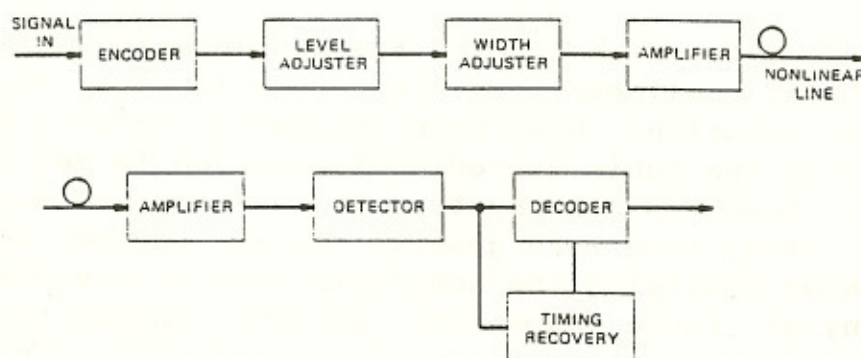 SIGNAL
IN
ENCODER
LEVEL
ADJUSTER
WIDTH
ADJUSTER
AMPLIFIER
NONLINEAR
LINE
AMPLIFIER
DETECTOR
DECODER
TIMING
RECOVERY